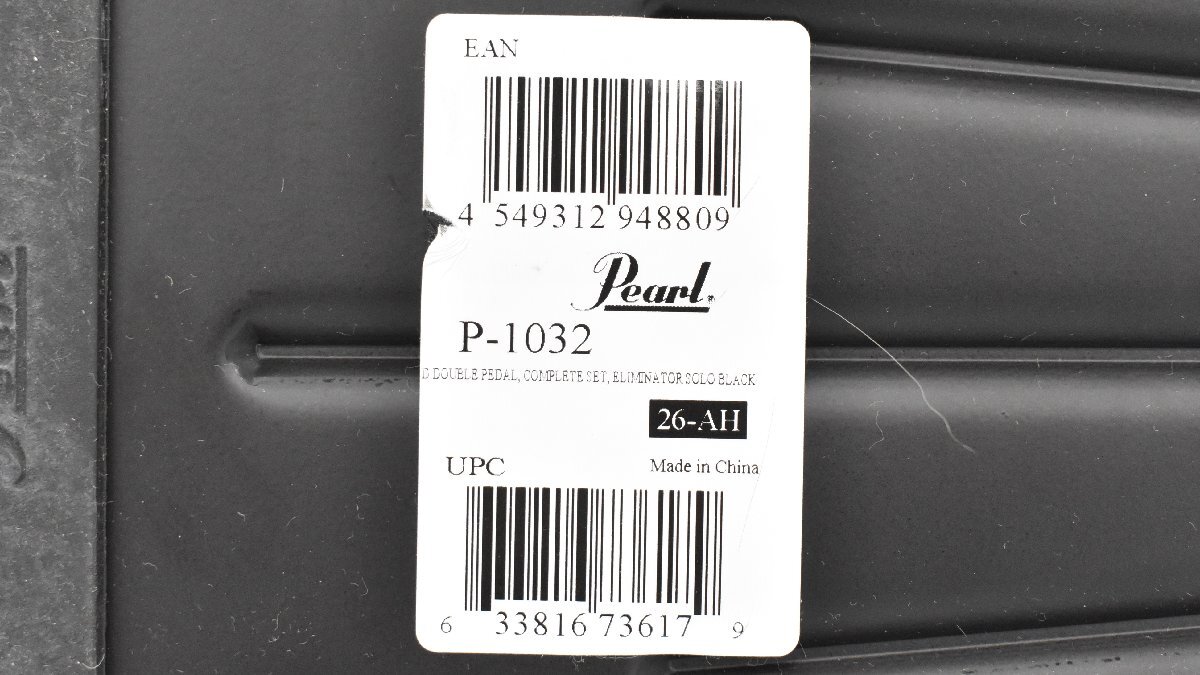 EAN
4 549312 948809
Pearl
P-1032
DOUBLE PEDAL, COMPLETE SET, ELIMINATOR SOLO BLACK
26-AH
UPC
Made in China
6 33816 73617 9